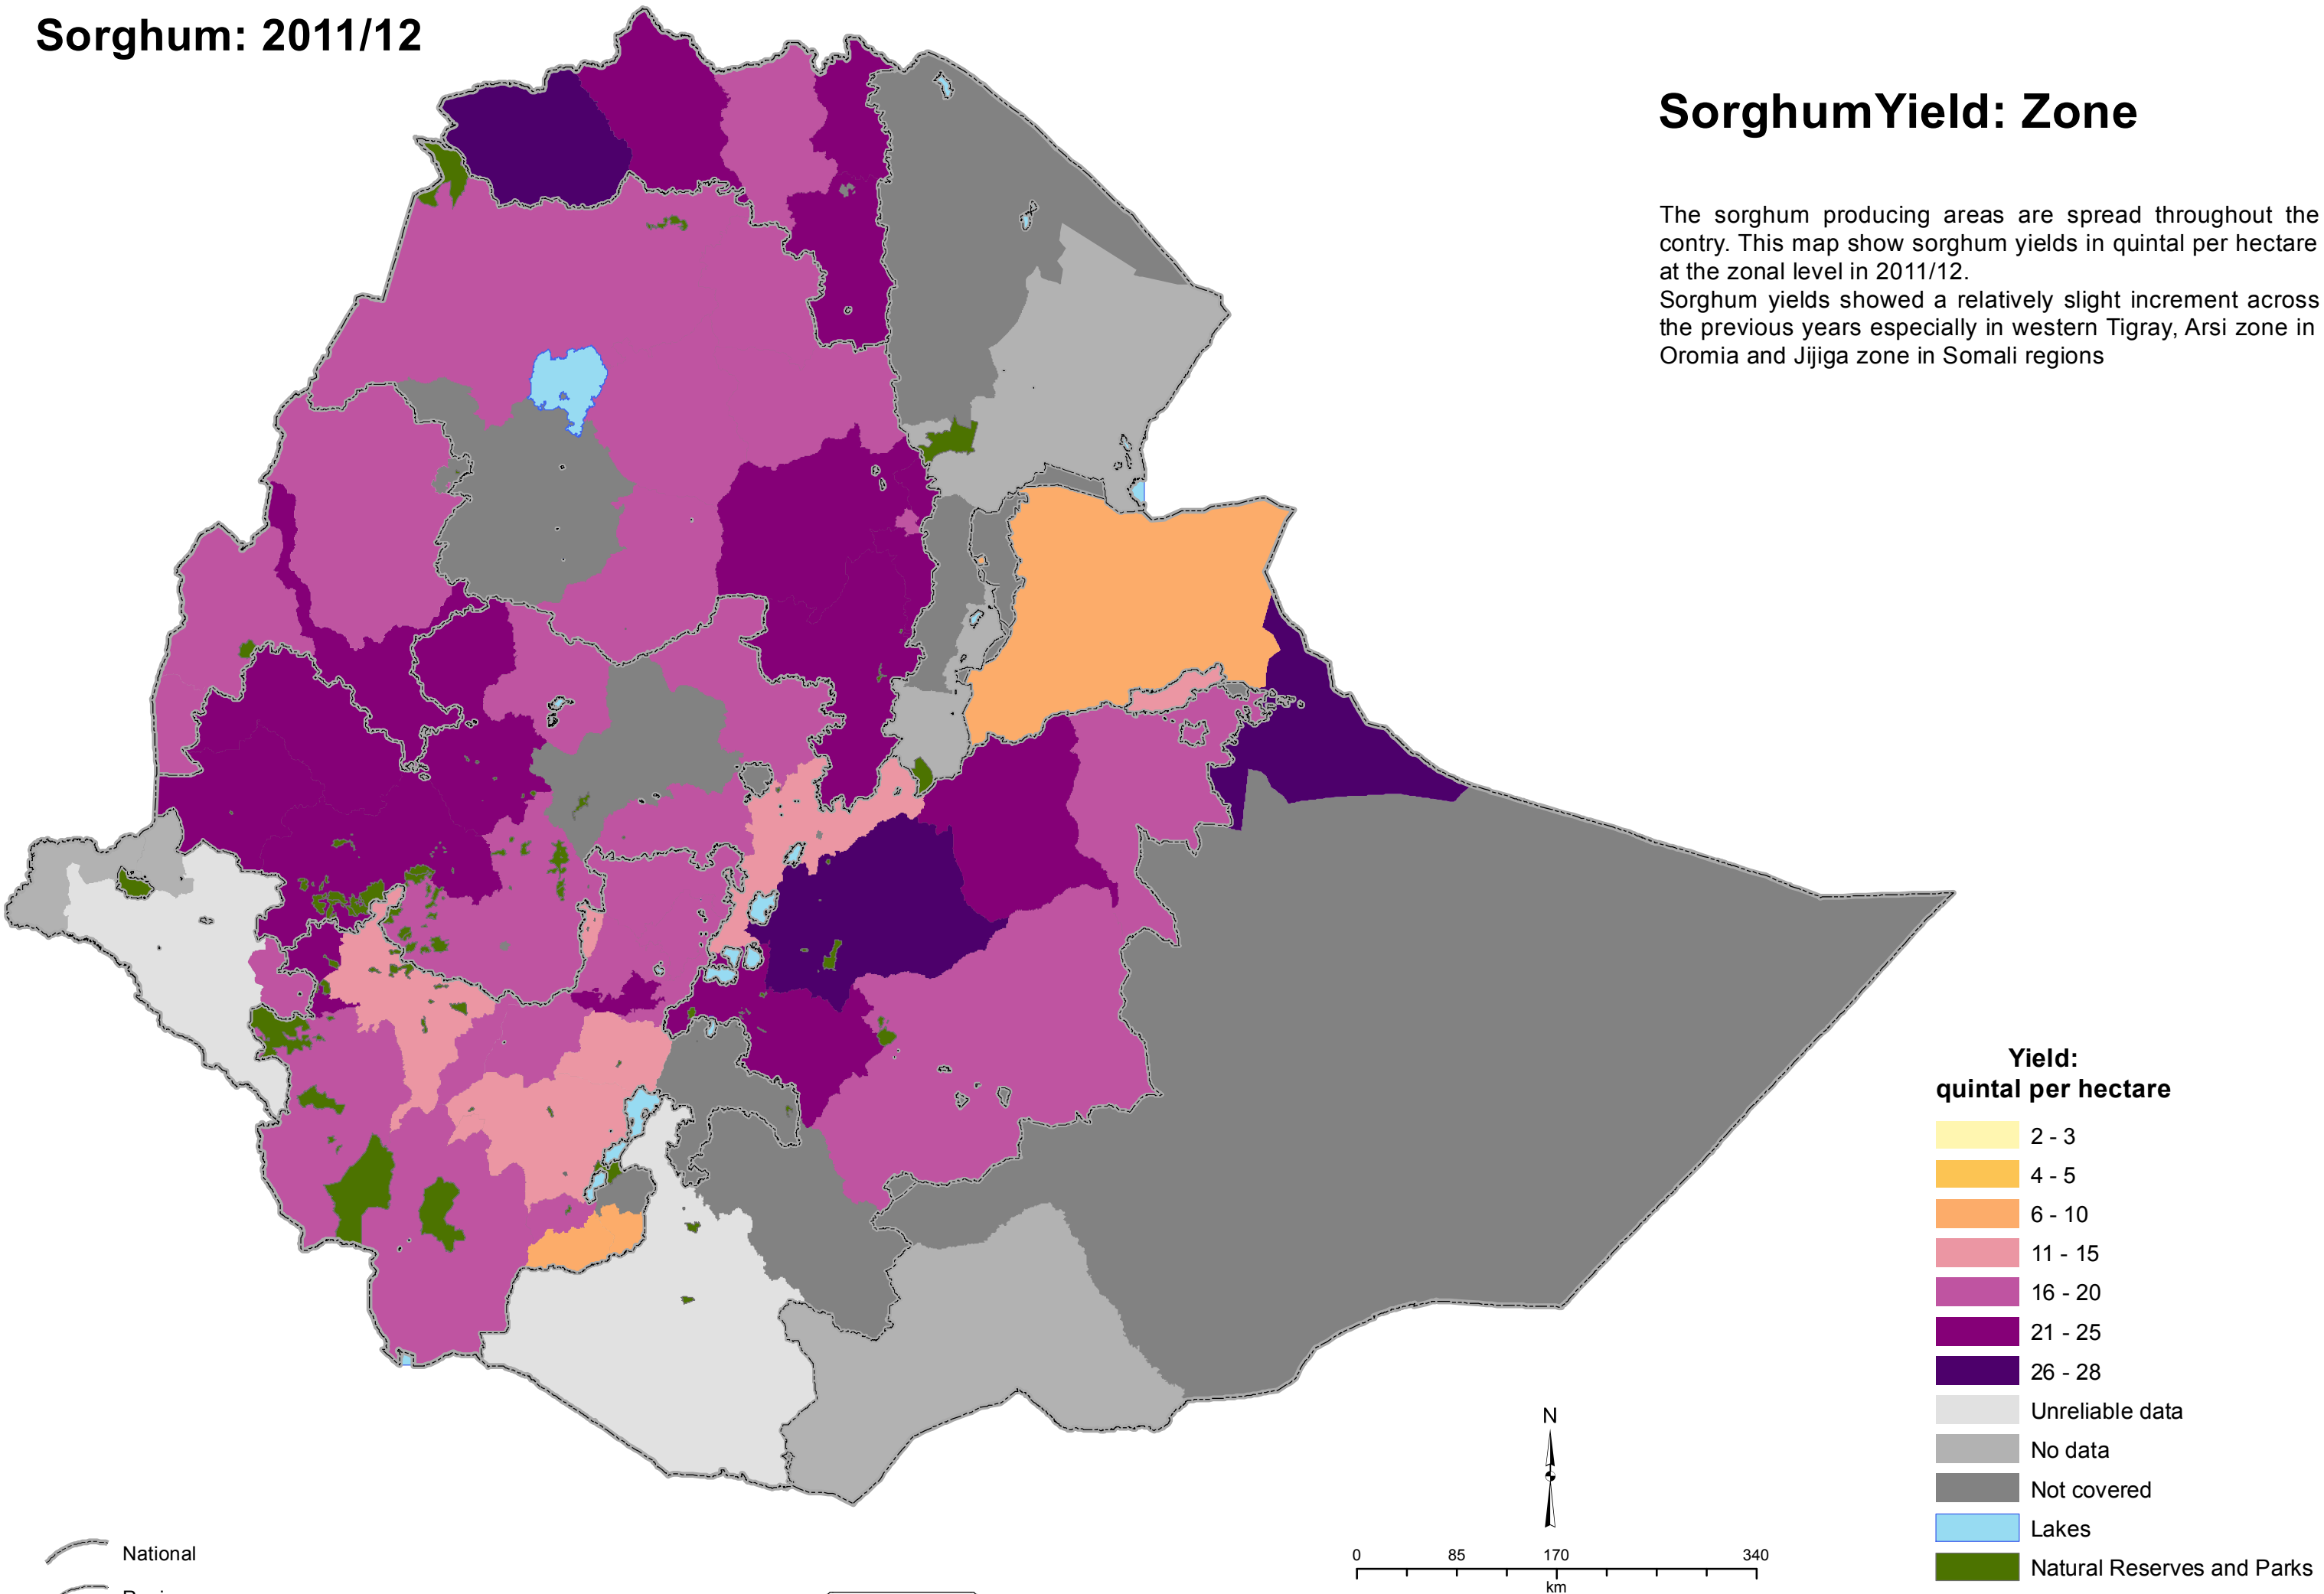 Sorghum: 2011/12
SorghumYield: Zone
The sorghum producing areas are spread throughout the
contry. This map show sorghum yields in quintal per hectare
at the zonal level in 2011/12.
Sorghum yields showed a relatively slight increment across
the previous years especially in western Tigray, Arsi zone in
Oromia and Jijiga zone in Somali regions
Yield:
quintal per hectare
2 - 3
4 - 5
6 - 10
11 - 15
16 - 20
21 - 25
26 - 28
Unreliable data
No data
Not covered
Lakes
Natural Reserves and Parks
N
0 85 170 340
km
National